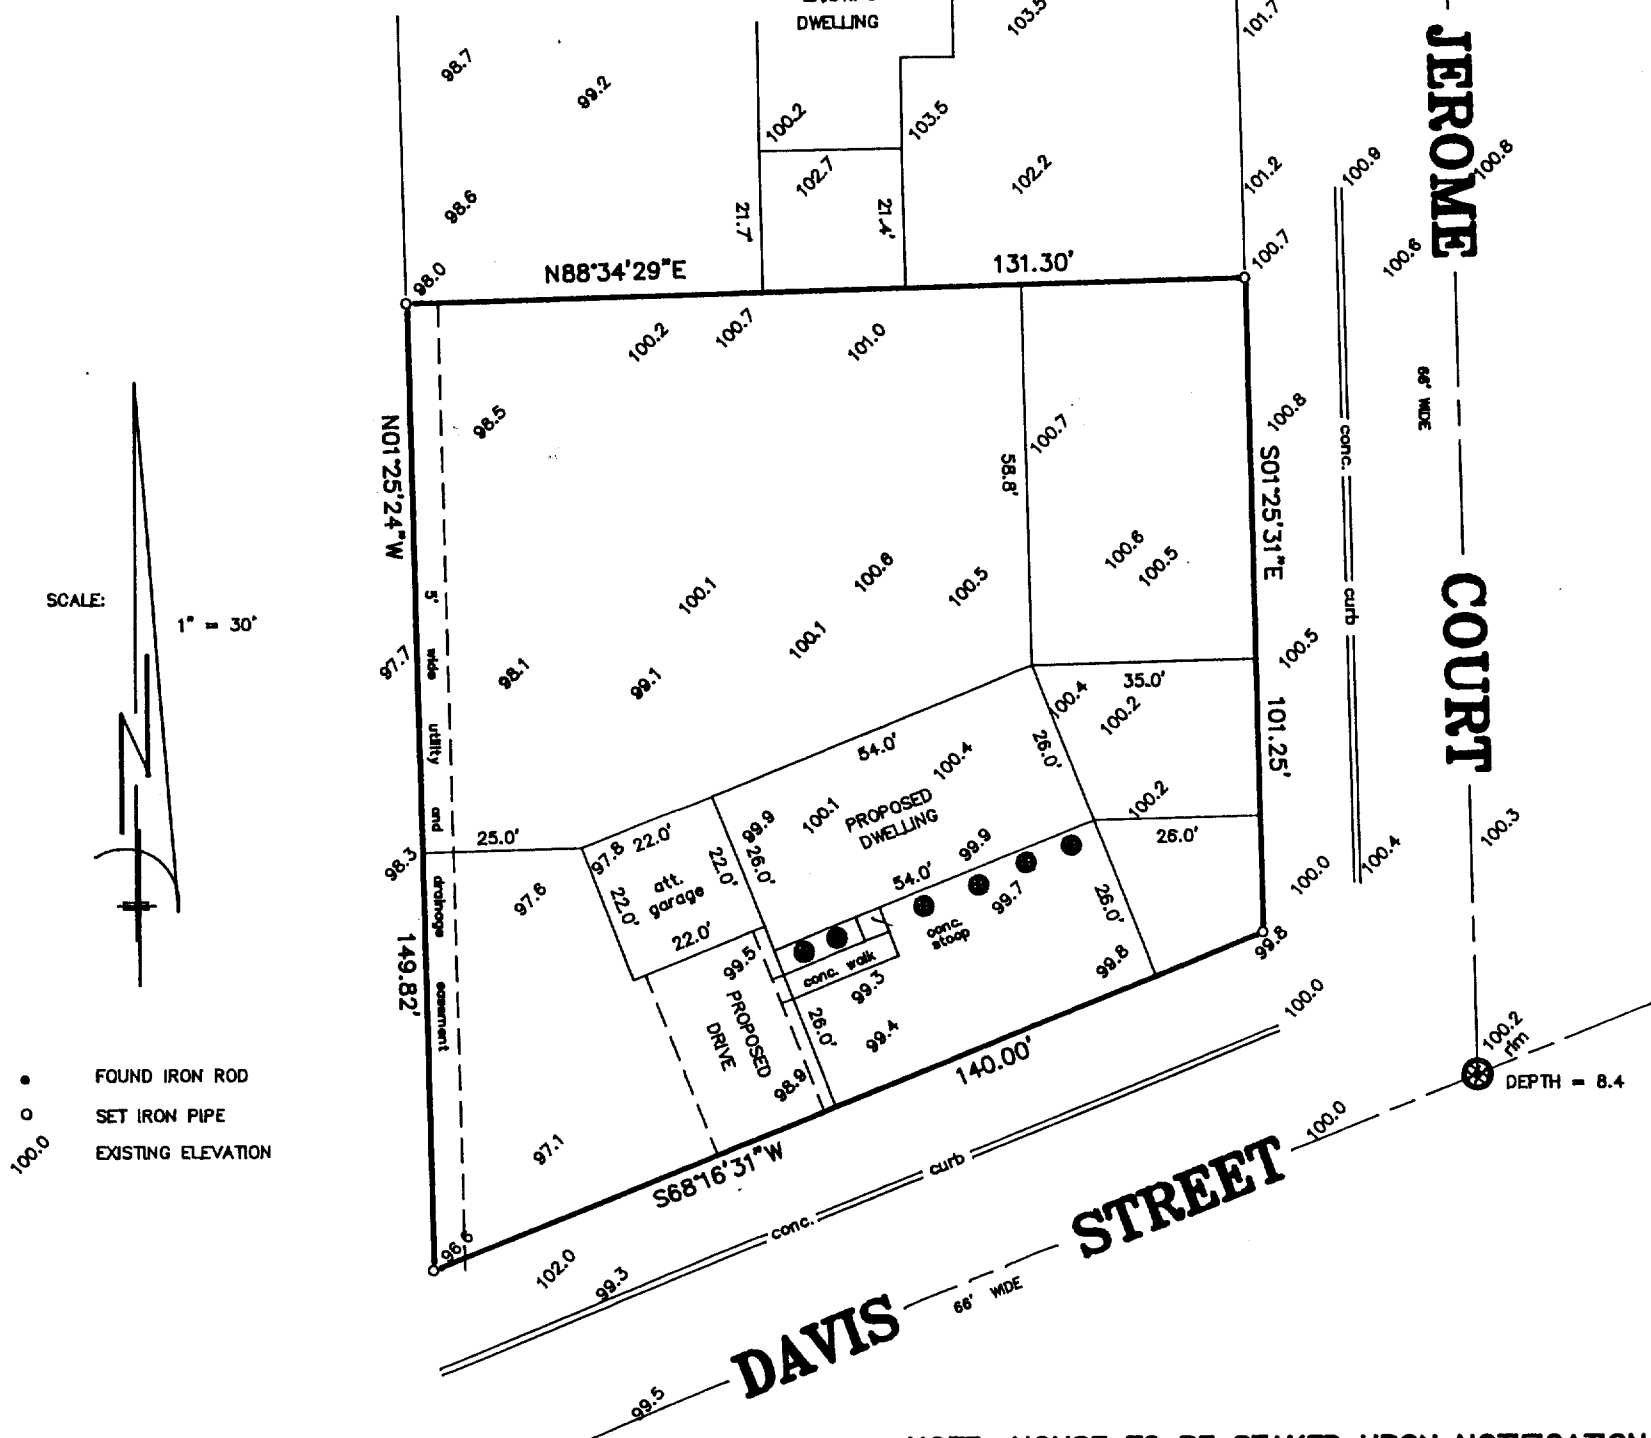 DWELLING
103.5
101.7
98.7
99.2
100.2
103.5
102.7
102.2
101.2
100.9
100.8
98.6
21.7'
21.4'
100.7
100.6
JEROME
98.0
N88°34'29"E
131.30'
100.2
100.7
101.0
98.5
100.7
100.8
66' WIDE
N01°25'24"W
58.8'
S01°25'31"E
conc.
curb
100.1
100.6
100.5
100.6
100.5
COURT
SCALE:
1" = 30'
5' wide utility and drainage easement
97.7
98.1
99.1
100.1
100.5
35.0'
100.4
100.2
101.25'
54.0'
26.0'
100.4
N
100.2
25.0'
97.8
22.0'
99.9
100.1
PROPOSED
DWELLING
26.0'
98.3
97.6
22.0'
att.
garage
22.0'
26.0'
54.0'
99.9
99.7
26.0'
100.0
100.4
100.3
22.0'
99.5
conc. walk
conc.
stoop
99.3
99.8
99.8
149.82'
PROPOSED
DRIVE
26.0'
99.4
98.9
140.00'
100.0
100.2
rim
DEPTH = 8.4
FOUND IRON ROD
SET IRON PIPE
100.0
EXISTING ELEVATION
97.1
S68°16'31"W
96.6
102.0
99.3
conc.
curb
100.0
DAVIS
66' WIDE
STREET
99.5
NOTE: HOUSE TO BE STAKED UPON NOTIFICATION